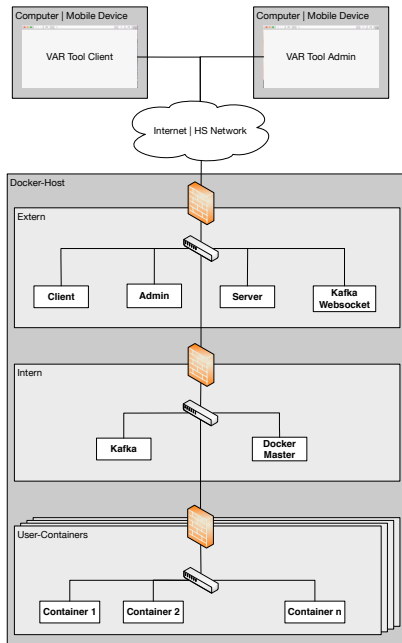 Computer | Mobile Device
Computer | Mobile Device
VAR Tool Client
VAR Tool Admin
Internet | HS Network
Docker-Host
Extern
Client
Admin
Server
Kafka
Websocket
Intern
Kafka
Docker
Master
User-Containers
Container 1
Container 2
Container n